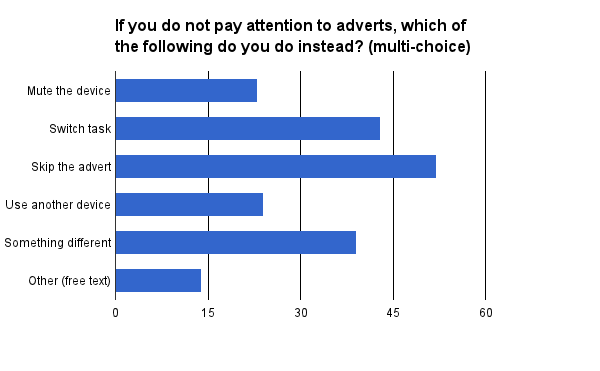 If you do not pay attention to adverts, which of
the following do you do instead? (multi-choice)
Mute the device
Switch task
Skip the advert
Use another device
Something different
Other (free text)
0 15 30 45 60